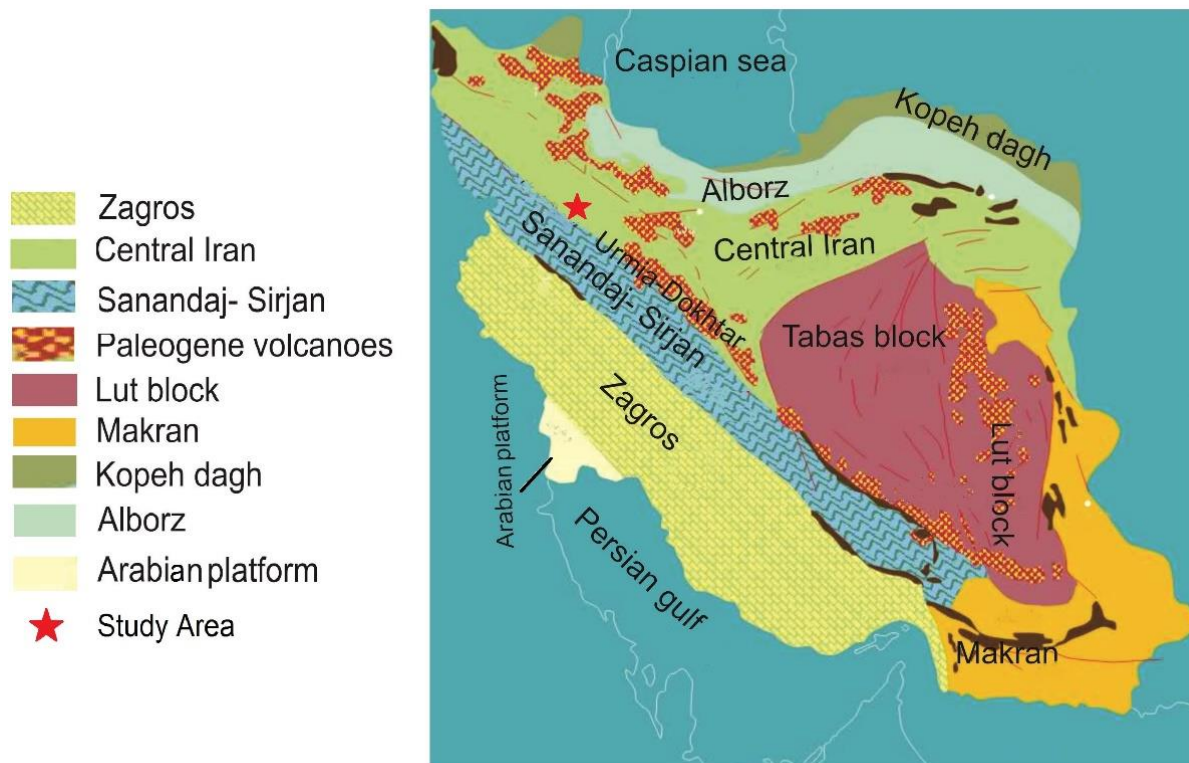 Zagros
Central Iran
Sanandaj- Sirjan
Paleogene volcanoes
Lut block
Makran
Kopeh dagh
Alborz
Arabian platform
Study Area
Caspian sea
Kopeh dagh
Alborz
Central Iran
Urmia-Dokhtar
Sanandaj- Sirjan
Tabas block
Zagros
Lut block
Arabian platform
Persian gulf
Makran